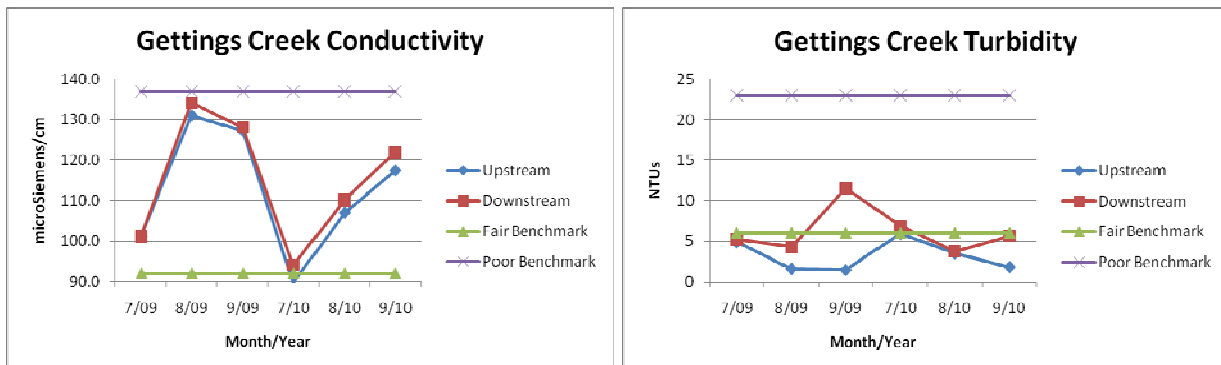 Gettings Creek Conductivity
microSiemens/cm
140.0
130.0
120.0
110.0
100.0
90.0
7/09 8/09 9/09 7/10 8/10 9/10
Month/Year
Upstream
Downstream
Fair Benchmark
Poor Benchmark
Gettings Creek Turbidity
NTUs
25
20
15
10
5
0
7/09 8/09 9/09 7/10 8/10 9/10
Month/Year
Upstream
Downstream
Fair Benchmark
Poor Benchmark